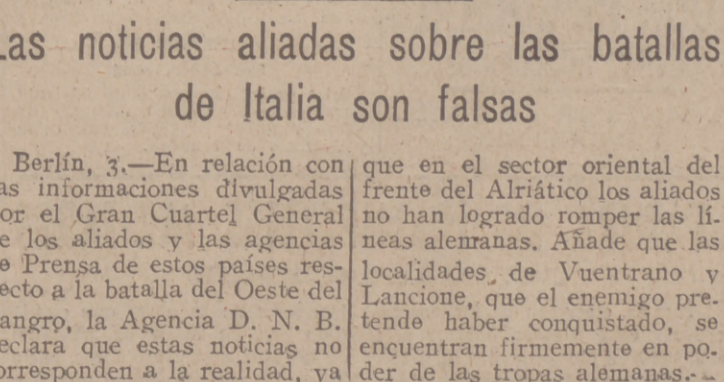 Las noticias aliadas sobre las batallas
de Italia son falsas
Berlín, 3.—En relación con
as informaciones divulgadas
or el Gran Cuartel General
e los aliados y las agencias
e Prensa de estos países res-
ecto a la batalla del Oeste del
angro, la Agencia D. N. B.
eclara que estas noticias no
orresponden a la realidad, ya
que en el sector oriental del
frente del Alriático los aliados
no han logrado romper las lí-
neas alemranas. Añade que las
localidades de Vuentrano y
Lancione, que el enemigo pre-
tende haber conquistado, se
encuentran firmemente en po-
der de las tropas alemanas.—